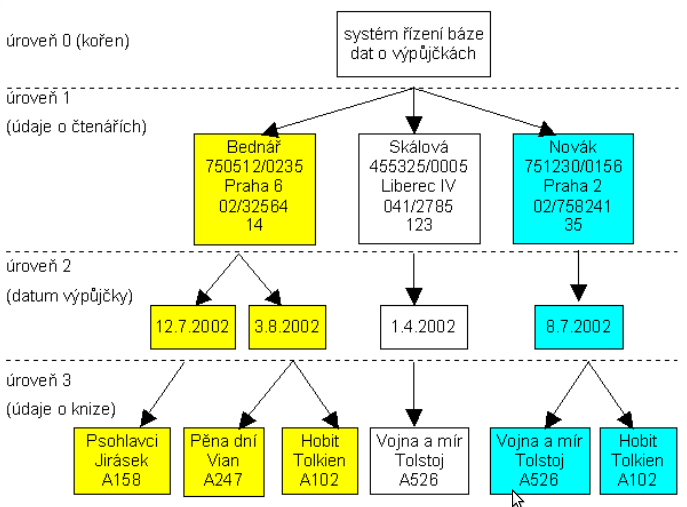 úroveň 0 (kořen)
systém řízení báze
dat o výpůjčkách
úroveň 1
(údaje o čtenářích)
Bednář
750512/0235
Praha 6
02/32564
14
Skálová
455325/0005
Liberec IV
041/2785
123
Novák
751230/0156
Praha 2
02/758241
35
úroveň 2
(datum výpůjčky)
12.7.2002
3.8.2002
1.4.2002
8.7.2002
úroveň 3
(údaje o knize)
Psohlavci
Jirásek
A158
Pěna dní
Vian
A247
Hobit
Tolkien
A102
Vojna a mír
Tolstoj
A526
Vojna a mír
Tolstoj
A526
Hobit
Tolkien
A102